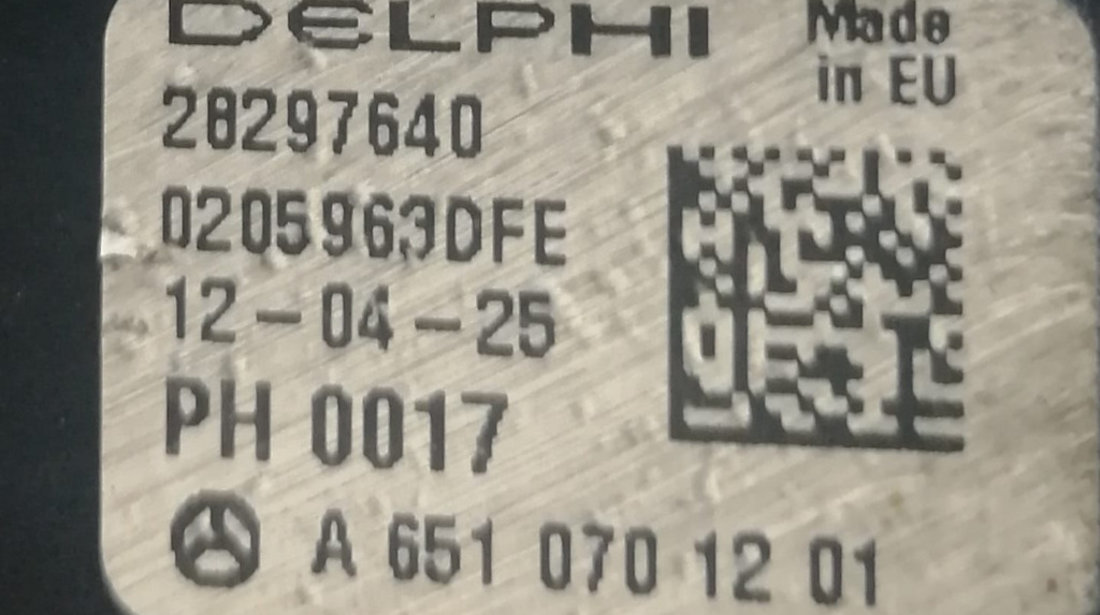 DELPHI
Made
in EU
28297640
0205963DFE
12-04-25
PH 0017
A 651 070 12 01